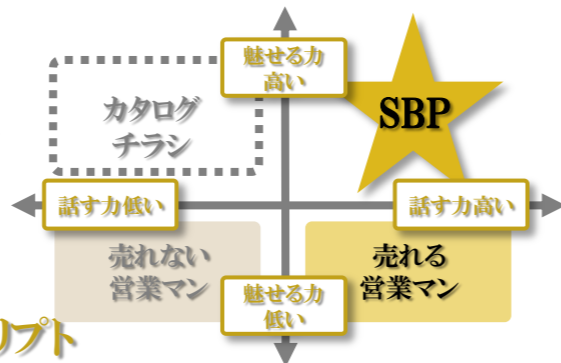 魅せる力
高い
カタログ
チラシ
SBP
話す力低い
話す力高い
売れない
営業マン
売れる
営業マン
魅せる力
低い
リプト